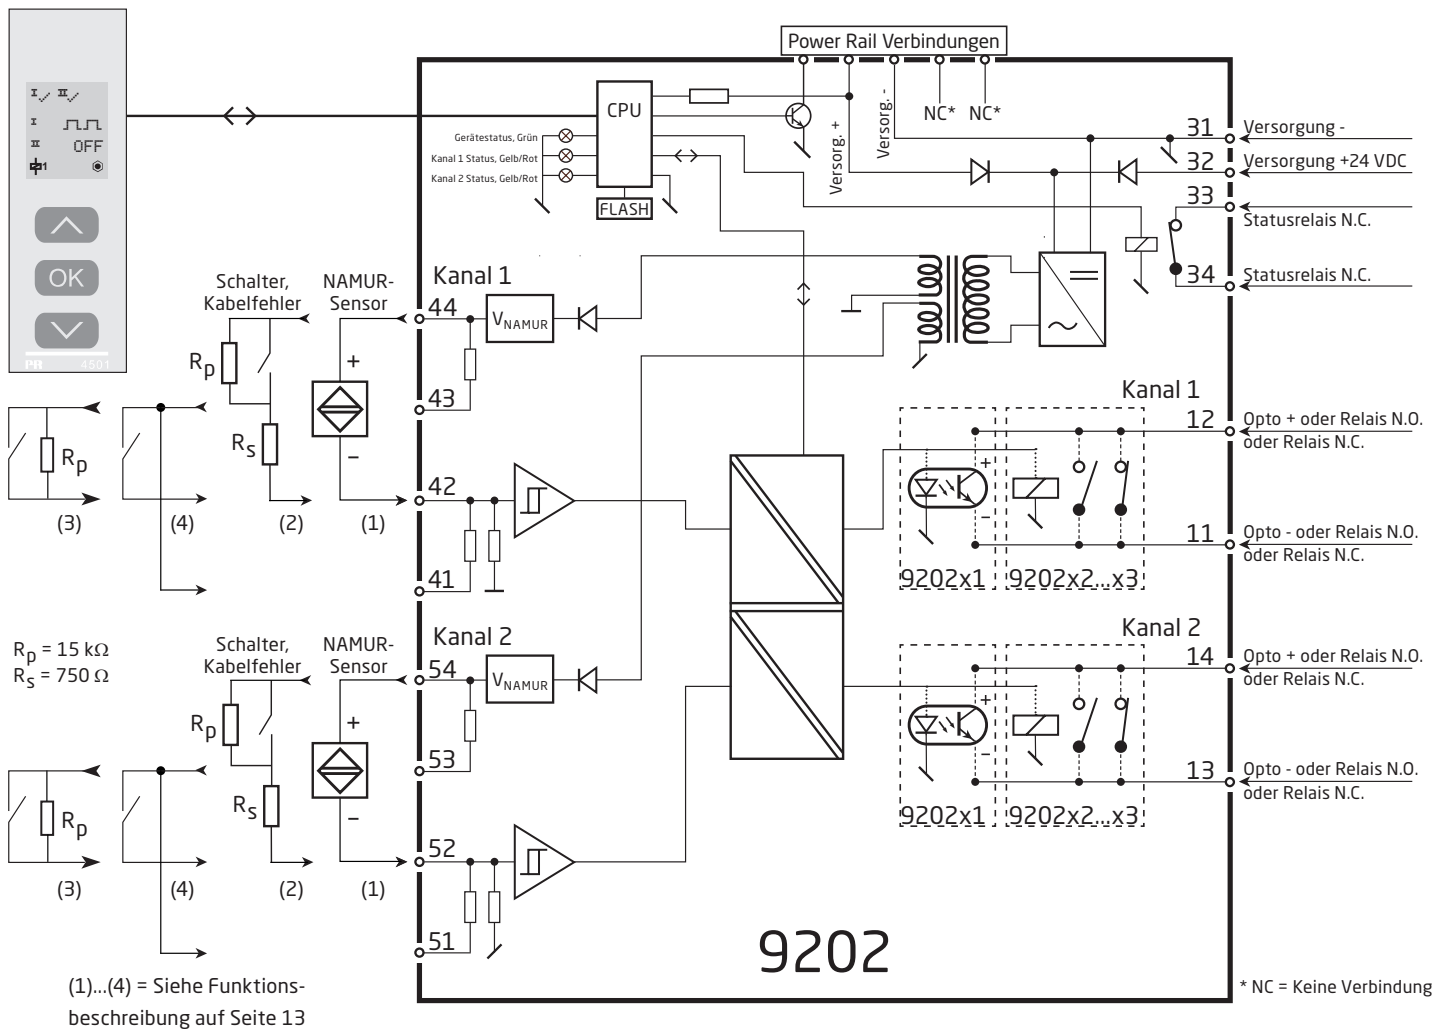 Power Rail Verbindungen
CPU
FLASH
Gerätestatus, Grün
Kanal 1 Status, Gelb/Rot
Kanal 2 Status, Gelb/Rot
Versorg. +
Versorg. -
NC* NC*
31 Versorgung -
32 Versorgung +24 VDC
33
Statusrelais N.C.
34 Statusrelais N.C.
I II
I
II OFF
1
OK
PR 4501
Schalter,
Kabelfehler
NAMUR-
Sensor
Kanal 1
44
VNAMUR
43
42
41
Rp
Rs
+
-
Rp
(3)
(4)
(2)
(1)
Kanal 1
12 Opto + oder Relais N.O.
oder Relais N.C.
+
-
11 Opto - oder Relais N.O.
oder Relais N.C.
9202x1 9202x2...x3
Rp = 15 kΩ
Rs = 750 Ω
Schalter,
Kabelfehler
NAMUR-
Sensor
Kanal 2
54
VNAMUR
53
52
51
Rp
Rs
+
-
Rp
(3)
(4)
(2)
(1)
Kanal 2
14 Opto + oder Relais N.O.
oder Relais N.C.
+
-
13 Opto - oder Relais N.O.
oder Relais N.C.
9202x1 9202x2...x3
9202
(1)...(4) = Siehe Funktions-
beschreibung auf Seite 13
* NC = Keine Verbindung